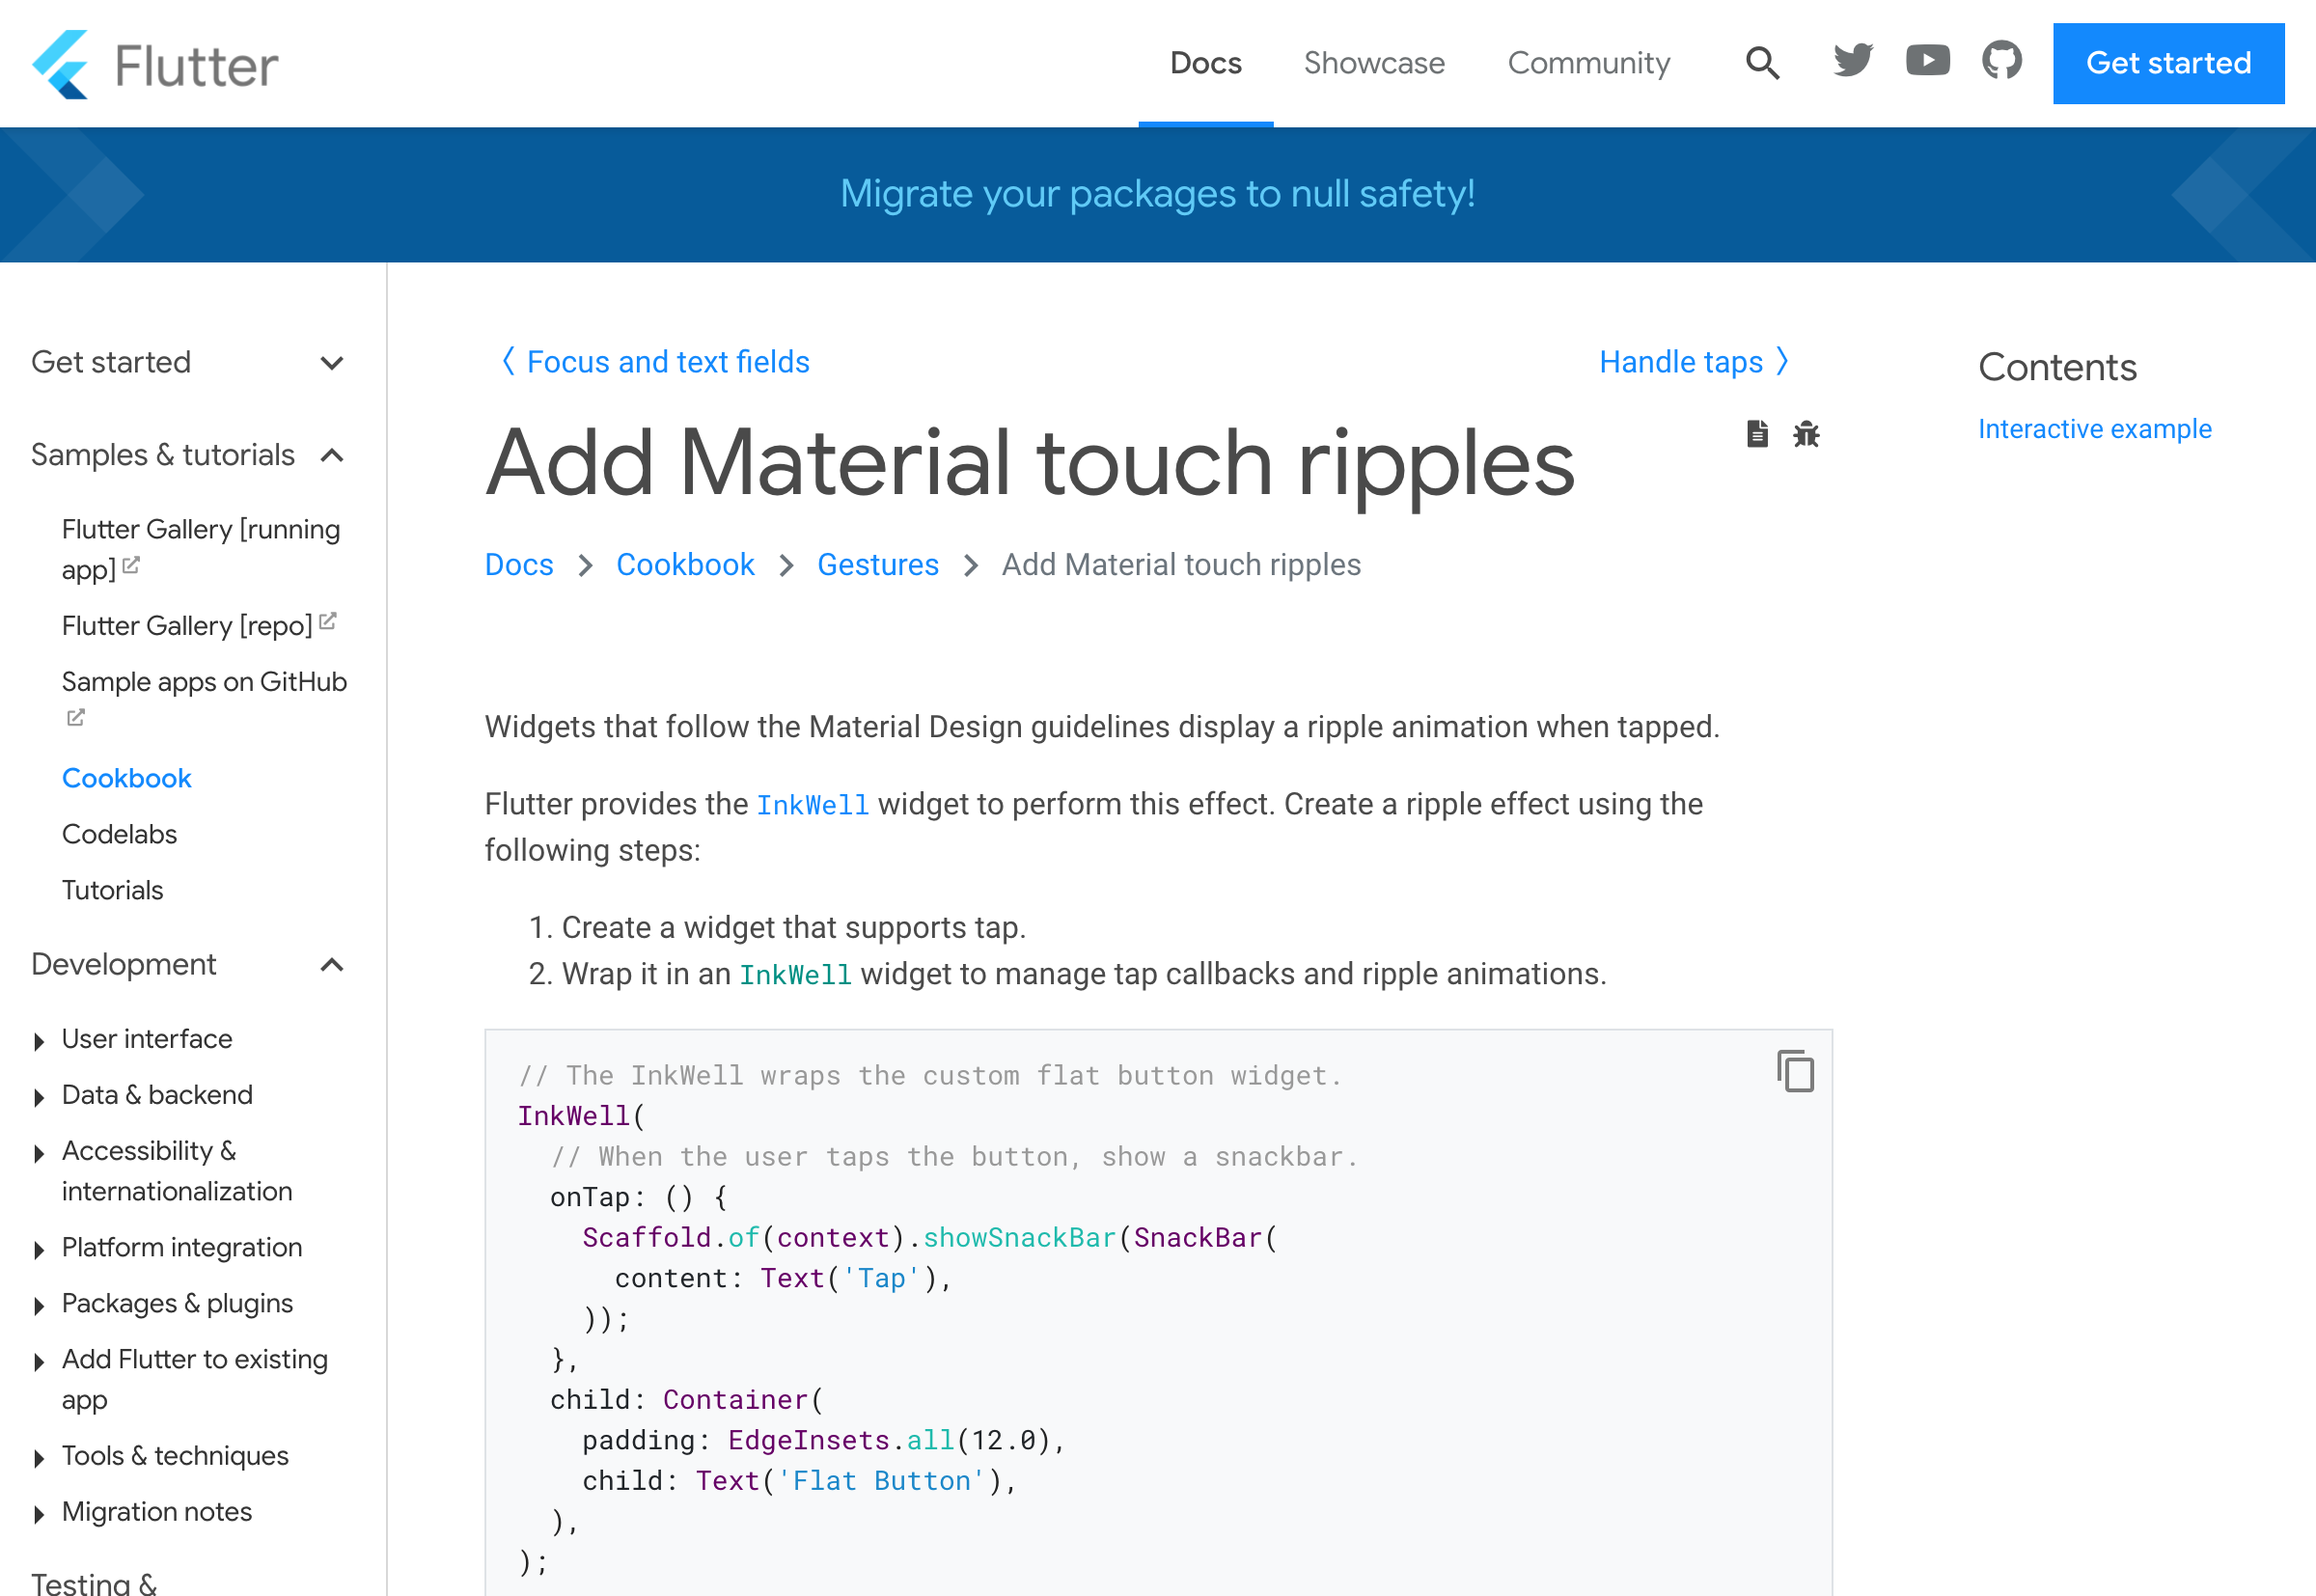 Flutter
Docs
Showcase
Community
Get started
Migrate your packages to null safety!
Get started
Samples & tutorials
Flutter Gallery [running
app]
Flutter Gallery [repo]
Sample apps on GitHub
Cookbook
Codelabs
Tutorials
Development
User interface
Data & backend
Accessibility &
internationalization
Platform integration
Packages & plugins
Add Flutter to existing
app
Tools & techniques
Migration notes
Testing &
Focus and text fields
Handle taps
Add Material touch ripples
Docs > Cookbook > Gestures > Add Material touch ripples
Widgets that follow the Material Design guidelines display a ripple animation when tapped.
Flutter provides the InkWell widget to perform this effect. Create a ripple effect using the
following steps:
1. Create a widget that supports tap.
2. Wrap it in an InkWell widget to manage tap callbacks and ripple animations.
// The InkWell wraps the custom flat button widget.
InkWell(
  // When the user taps the button, show a snackbar.
  onTap: () {
    Scaffold.of(context).showSnackBar(SnackBar(
      content: Text('Tap'),
    ));
  },
  child: Container(
    padding: EdgeInsets.all(12.0),
    child: Text('Flat Button'),
  ),
);
Contents
Interactive example